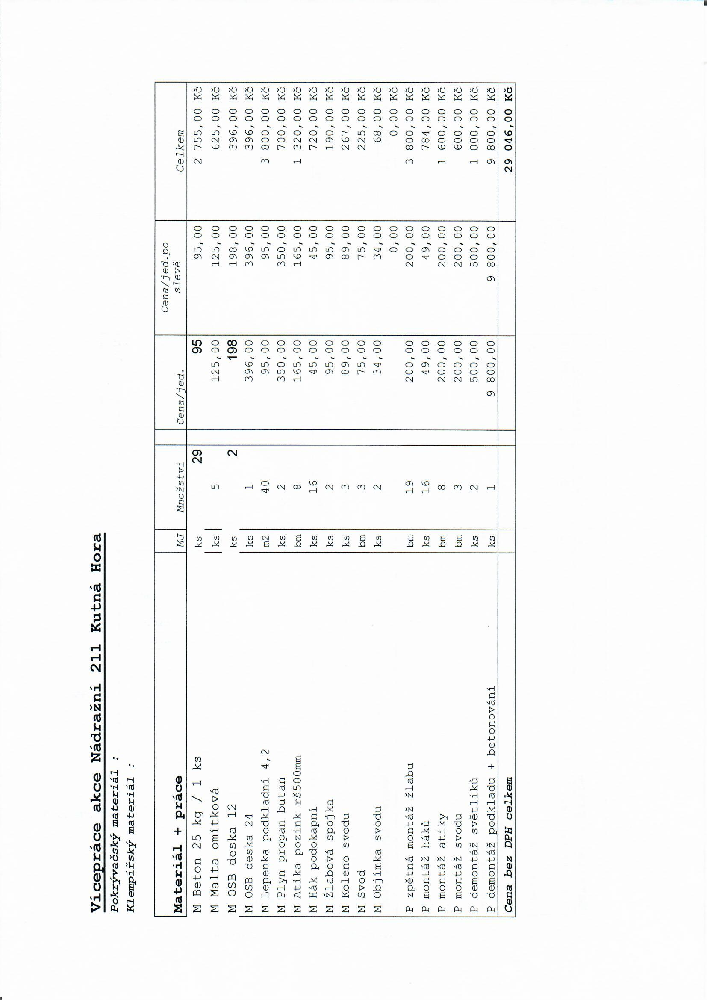 Vícepráce akce Nádražní 211 Kutná Hora
Pokrývačský materiál :
Klempířský materiál :
Materiál + práce MJ Množství Cena/jed. Cena/jed.po slevě Celkem
M Beton 25 kg / 1 ks ks 29 95 95,00 2 755,00 Kč
M Malta omítková ks 5 125,00 125,00 625,00 Kč
M OSB deska 12 ks 2 198 198,00 396,00 Kč
M OSB deska 24 ks 1 396,00 396,00 396,00 Kč
M Lepenka podkladní 4,2 m2 40 95,00 95,00 3 800,00 Kč
M Plyn propan butan ks 2 350,00 350,00 700,00 Kč
M Atika pozink rš500mm bm 8 165,00 165,00 1 320,00 Kč
M Hák podokapní ks 16 45,00 45,00 720,00 Kč
M Žlabová spojka ks 2 95,00 95,00 190,00 Kč
M Koleno svodu ks 3 89,00 89,00 267,00 Kč
M Svod bm 3 75,00 75,00 225,00 Kč
M Objímka svodu ks 2 34,00 34,00 68,00 Kč
0,00 0,00 Kč
P zpětná montáž žlabu bm 19 200,00 200,00 3 800,00 Kč
P montáž háků ks 16 49,00 49,00 784,00 Kč
P montáž atiky bm 8 200,00 200,00 1 600,00 Kč
P montáž svodu bm 3 200,00 200,00 600,00 Kč
P demontáž světliků ks 2 500,00 500,00 1 000,00 Kč
P demontáž podkladu + betonování ks 1 9 800,00 9 800,00 9 800,00 Kč
Cena bez DPH celkem 29 046,00 Kč